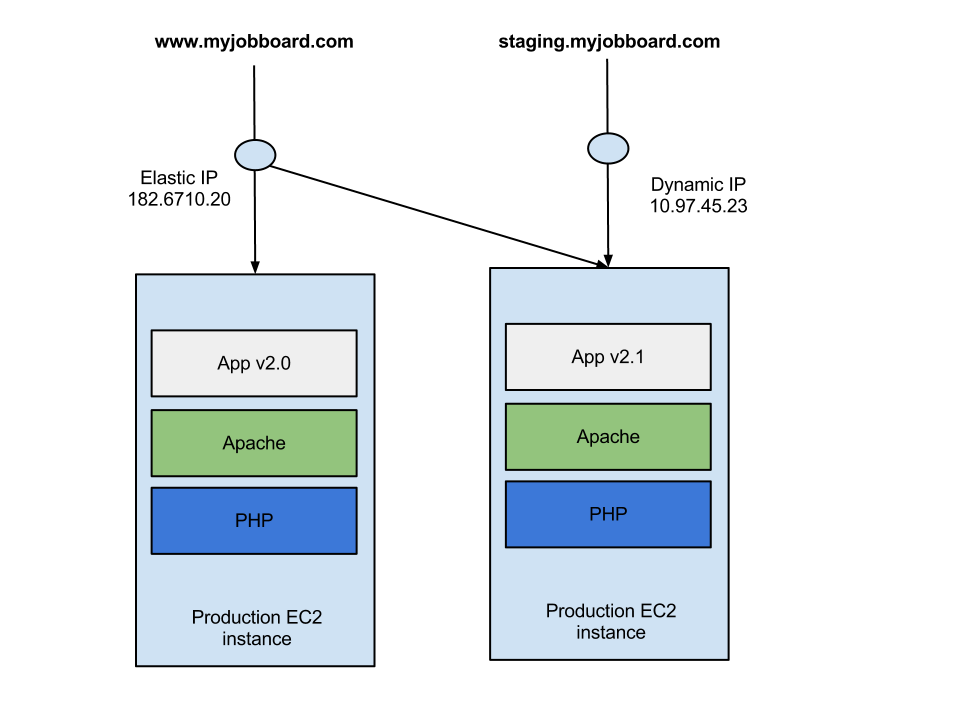 www.myjobboard.com
staging.myjobboard.com
Elastic IP
182.6710.20
Dynamic IP
10.97.45.23
App v2.0
Apache
PHP
Production EC2
instance
App v2.1
Apache
PHP
Production EC2
instance